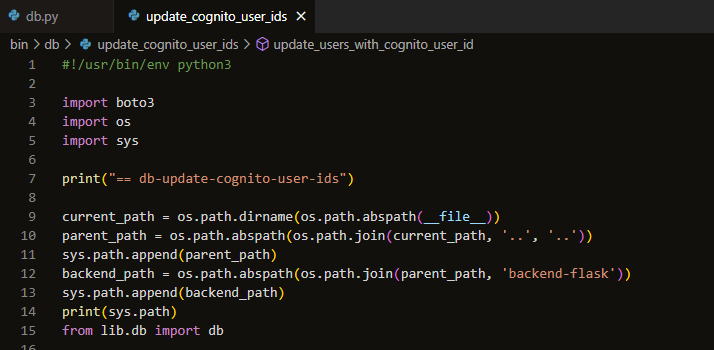 db.py update_cognito_user_ids ×
bin > db > update_cognito_user_ids > update_users_with_cognito_user_id
1 #!/usr/bin/env python3
2
3 import boto3
4 import os
5 import sys
6
7 print("== db-update-cognito-user-ids")
8
9 current_path = os.path.dirname(os.path.abspath(__file__))
10 parent_path = os.path.abspath(os.path.join(current_path, '..', '..'))
11 sys.path.append(parent_path)
12 backend_path = os.path.abspath(os.path.join(parent_path, 'backend-flask'))
13 sys.path.append(backend_path)
14 print(sys.path)
15 from lib.db import db
16